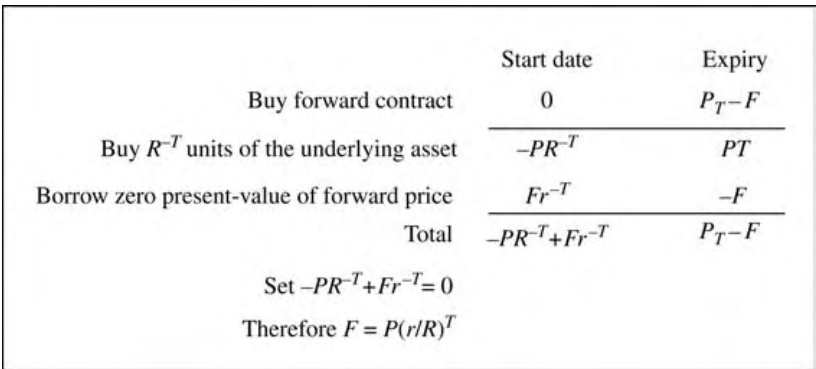 Start date Expiry
Buy forward contract 0 P_T–F
Buy R^–T units of the underlying asset –PR^–T PT
Borrow zero present-value of forward price Fr^–T –F
Total –PR^–T+Fr^–T P_T–F
Set –PR^–T+Fr^–T= 0
Therefore F = P(r/R)^T